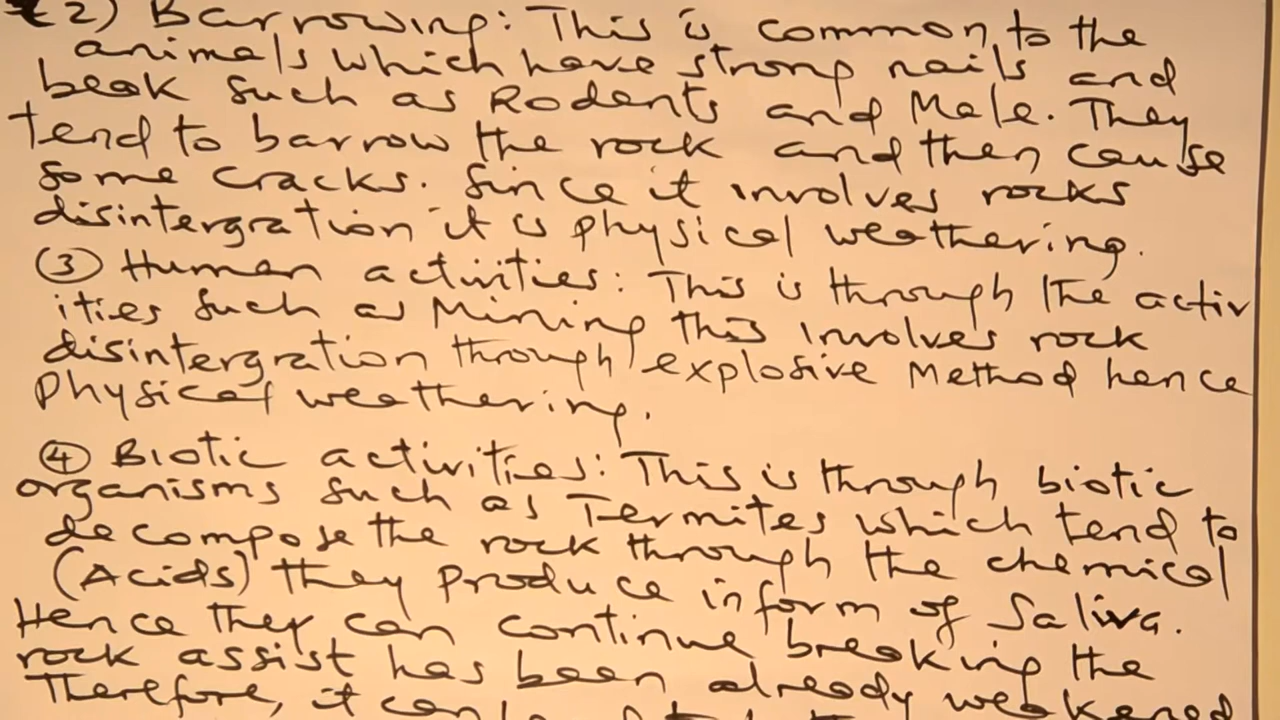 (2) Barrowing: This is common to the
animals which have strong nails and
beak such as Rodents and Mole. They
tend to barrow the rock and then cause
some cracks. Since it involves rocks
disintergration it is physical weathering.
(3) Human activities: This is through the activ
ities such as Mining this involves rock
disintergration through explosive Method hence
Physical weathering.
(4) Biotic activities: This is through biotic
organisms such as Termites which tend to
decompose the rock through the chemical
(Acids) they produce inform of Saliva.
Hence they can continue breaking the
rock assist has been already weakened
Therefore, it can